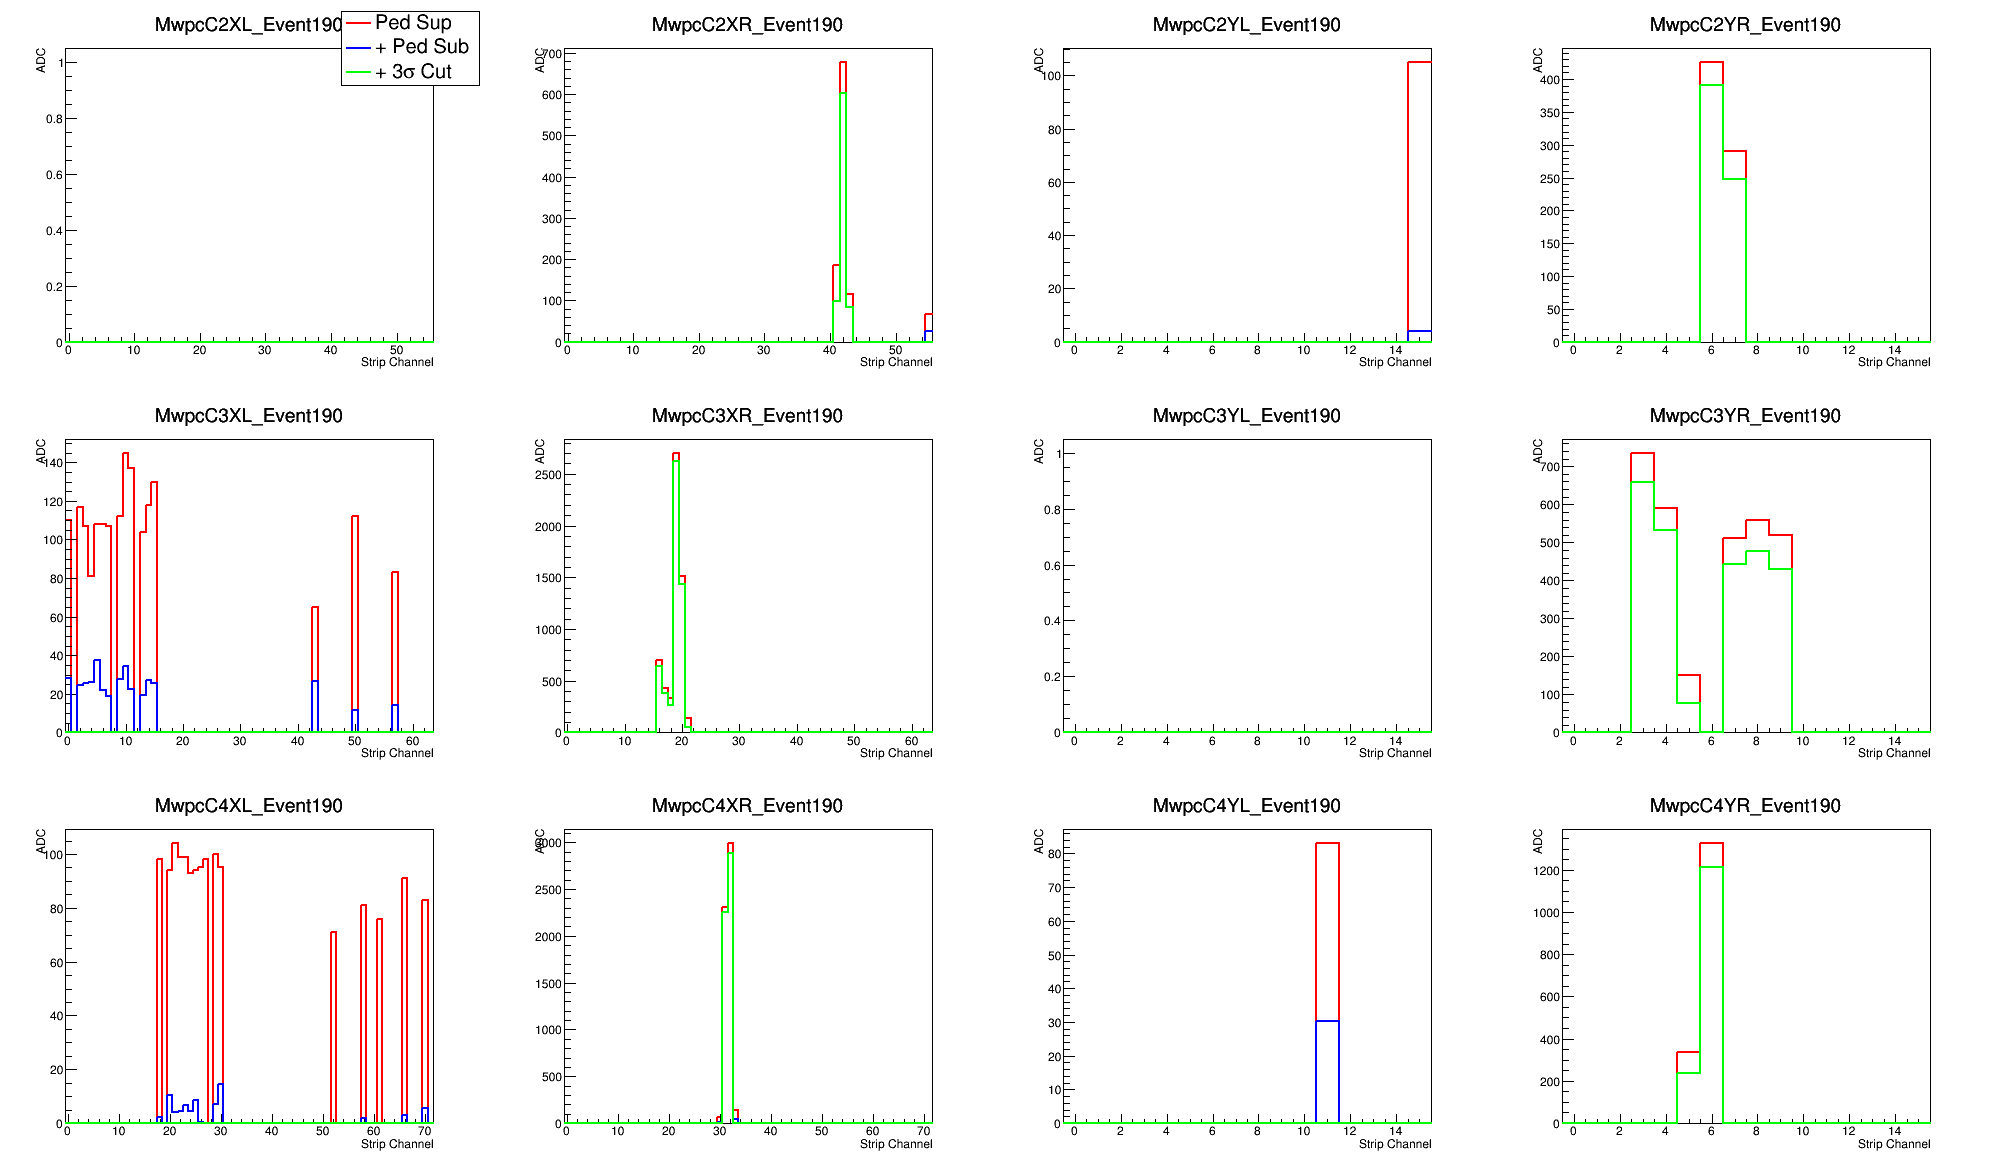 MwpcC2XL_Event190
ADC
1
0.8
0.6
0.4
0.2
0
0 10 20 30 40 50
Strip Channel
Ped Sup
+ Ped Sub
+ 3σ Cut
MwpcC2XR_Event190
ADC
700
600
500
400
300
200
100
0
0 10 20 30 40 50
Strip Channel
MwpcC2YL_Event190
ADC
100
80
60
40
20
0
0 2 4 6 8 10 12 14
Strip Channel
MwpcC2YR_Event190
ADC
400
350
300
250
200
150
100
50
0
0 2 4 6 8 10 12 14
Strip Channel
MwpcC3XL_Event190
ADC
140
120
100
80
60
40
20
0
0 10 20 30 40 50 60
Strip Channel
MwpcC3XR_Event190
ADC
2500
2000
1500
1000
500
0
0 10 20 30 40 50 60
Strip Channel
MwpcC3YL_Event190
ADC
1
0.8
0.6
0.4
0.2
0
0 2 4 6 8 10 12 14
Strip Channel
MwpcC3YR_Event190
ADC
700
600
500
400
300
200
100
0
0 2 4 6 8 10 12 14
Strip Channel
MwpcC4XL_Event190
ADC
100
80
60
40
20
0
0 10 20 30 40 50 60 70
Strip Channel
MwpcC4XR_Event190
ADC
3000
2500
2000
1500
1000
500
0
0 10 20 30 40 50 60 70
Strip Channel
MwpcC4YL_Event190
ADC
80
70
60
50
40
30
20
10
0
0 2 4 6 8 10 12 14
Strip Channel
MwpcC4YR_Event190
ADC
1200
1000
800
600
400
200
0
0 2 4 6 8 10 12 14
Strip Channel